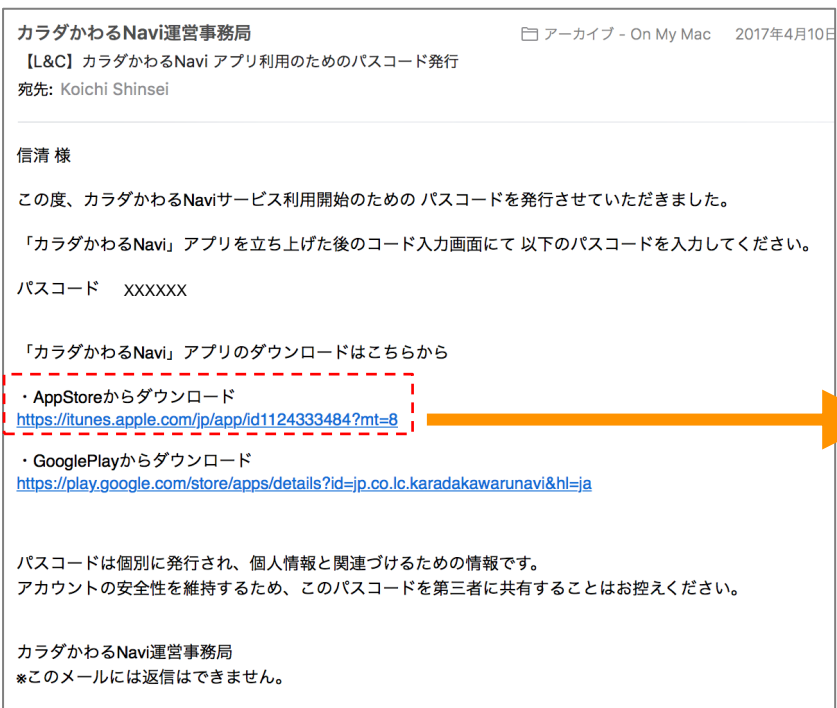 カラダかわるNavi運営事務局
アーカイブ - On My Mac 2017年4月10日
【L&C】カラダかわるNavi アプリ利用のためのパスコード発行
宛先: Koichi Shinsei
信清 様
この度、カラダかわるNaviサービス利用開始のための パスコードを発行させていただきました。
「カラダかわるNavi」アプリを立ち上げた後のコード入力画面にて 以下のパスコードを入力してください。
パスコード XXXXXX
「カラダかわるNavi」アプリのダウンロードはこちらから
・AppStoreからダウンロード
https://itunes.apple.com/jp/app/id1124333484?mt=8
・GooglePlayからダウンロード
https://play.google.com/store/apps/details?id=jp.co.lc.karadakawarunavi&hl=ja
パスコードは個別に発行され、個人情報と関連づけるための情報です。
アカウントの安全性を維持するため、このパスコードを第三者に共有することはお控えください。
カラダかわるNavi運営事務局
※このメールには返信はできません。